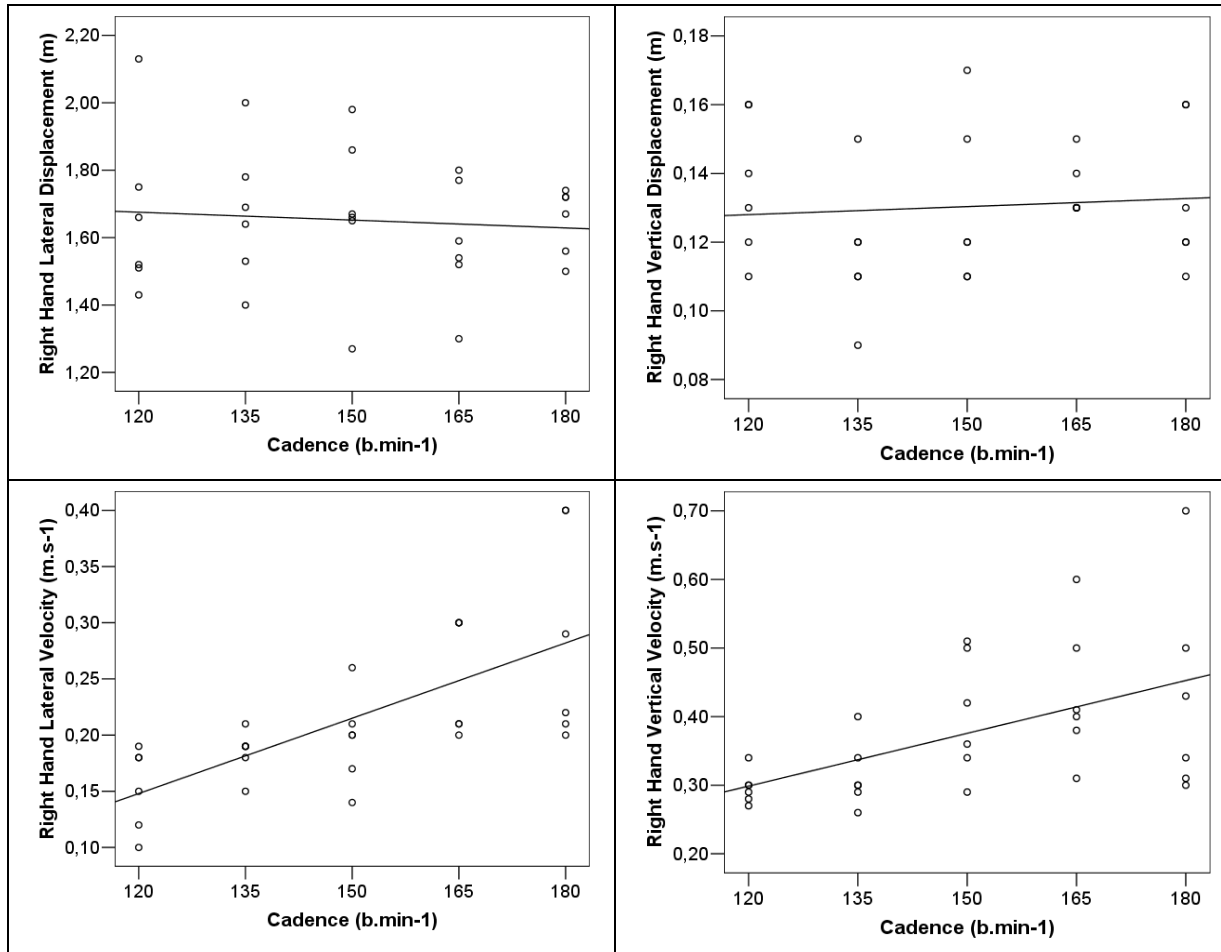 Right Hand Lateral Displacement (m)
2,20
2,00
1,80
1,60
1,40
1,20
120 135 150 165 180
Cadence (b.min-1)
Right Hand Vertical Displacement (m)
0,18
0,16
0,14
0,12
0,10
0,08
120 135 150 165 180
Cadence (b.min-1)
Right Hand Lateral Velocity (m.s-1)
0,40
0,35
0,30
0,25
0,20
0,15
0,10
120 135 150 165 180
Cadence (b.min-1)
Right Hand Vertical Velocity (m.s-1)
0,70
0,60
0,50
0,40
0,30
0,20
120 135 150 165 180
Cadence (b.min-1)